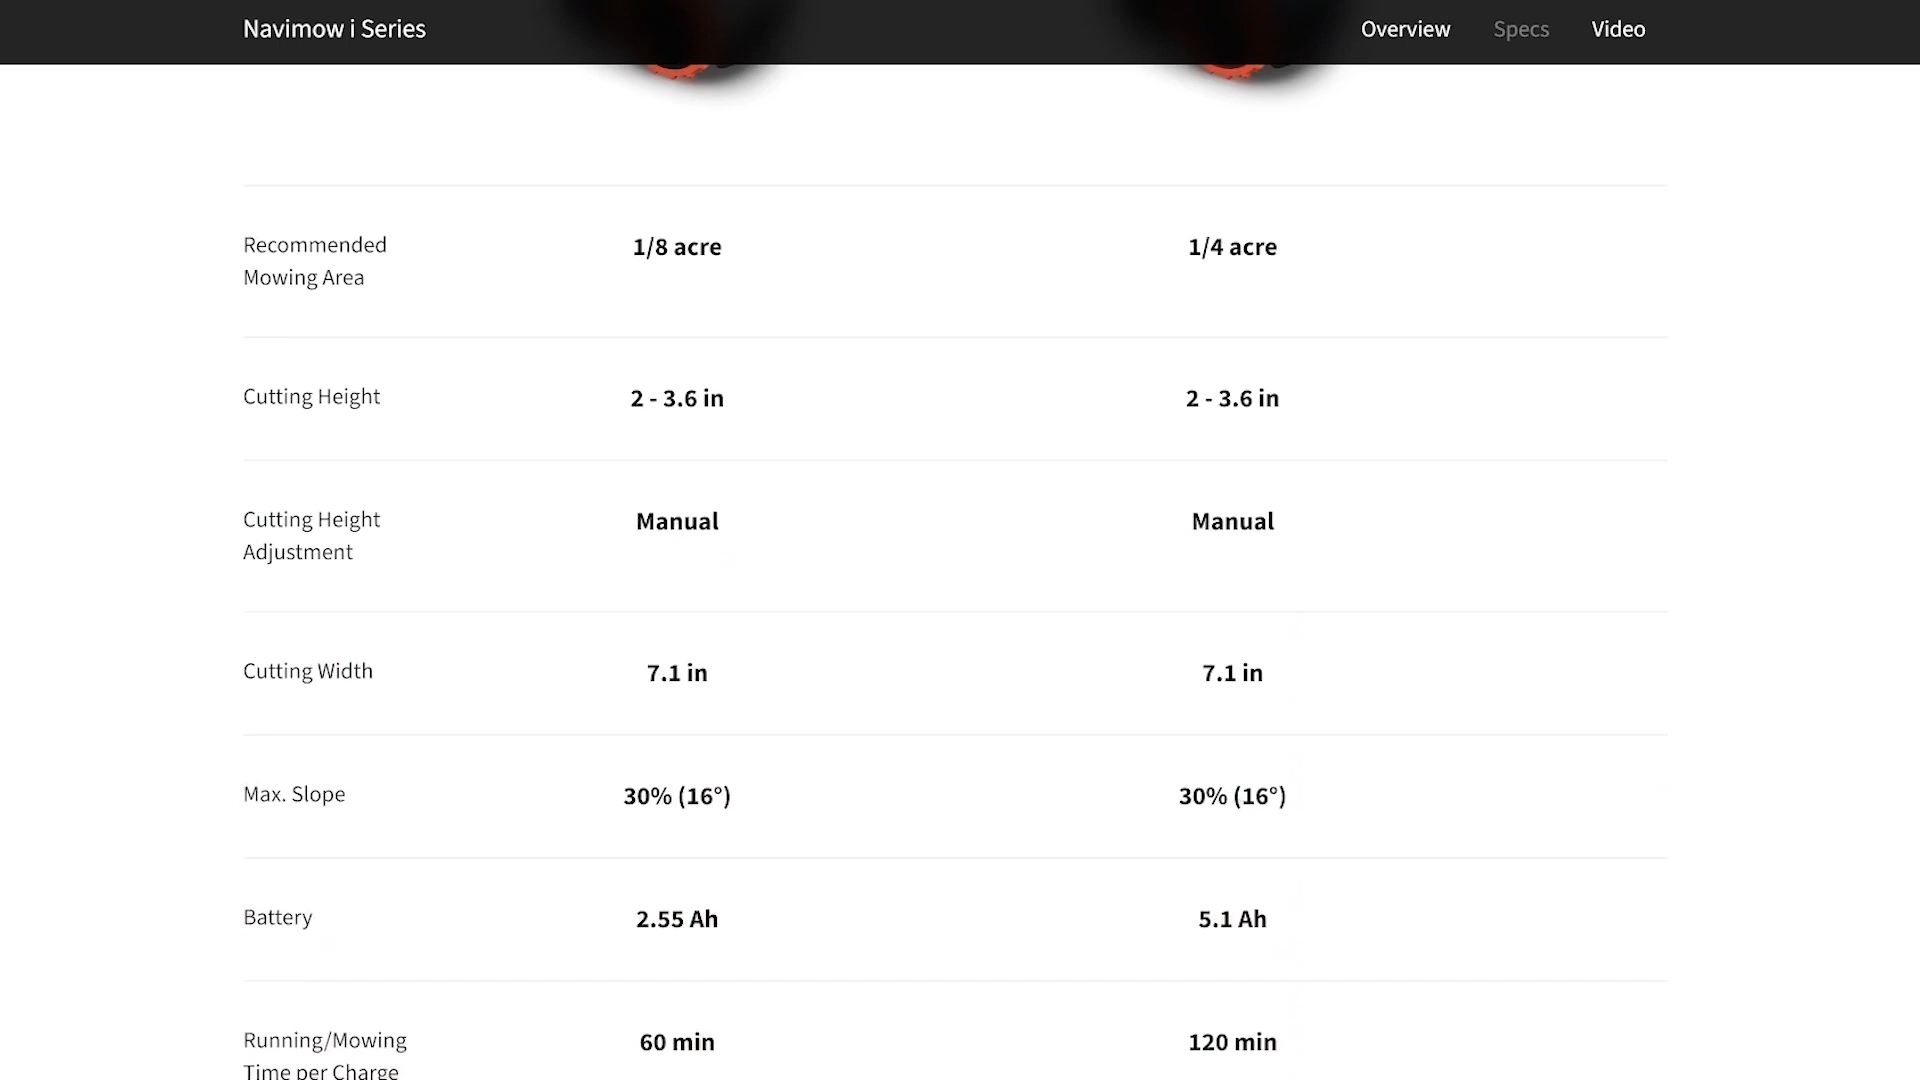 Navimow i Series
Overview
Specs
Video
Recommended
Mowing Area
1/8 acre
1/4 acre
Cutting Height
2 - 3.6 in
2 - 3.6 in
Cutting Height
Adjustment
Manual
Manual
Cutting Width
7.1 in
7.1 in
Max. Slope
30% (16°)
30% (16°)
Battery
2.55 Ah
5.1 Ah
Running/Mowing
Time per Charge
60 min
120 min